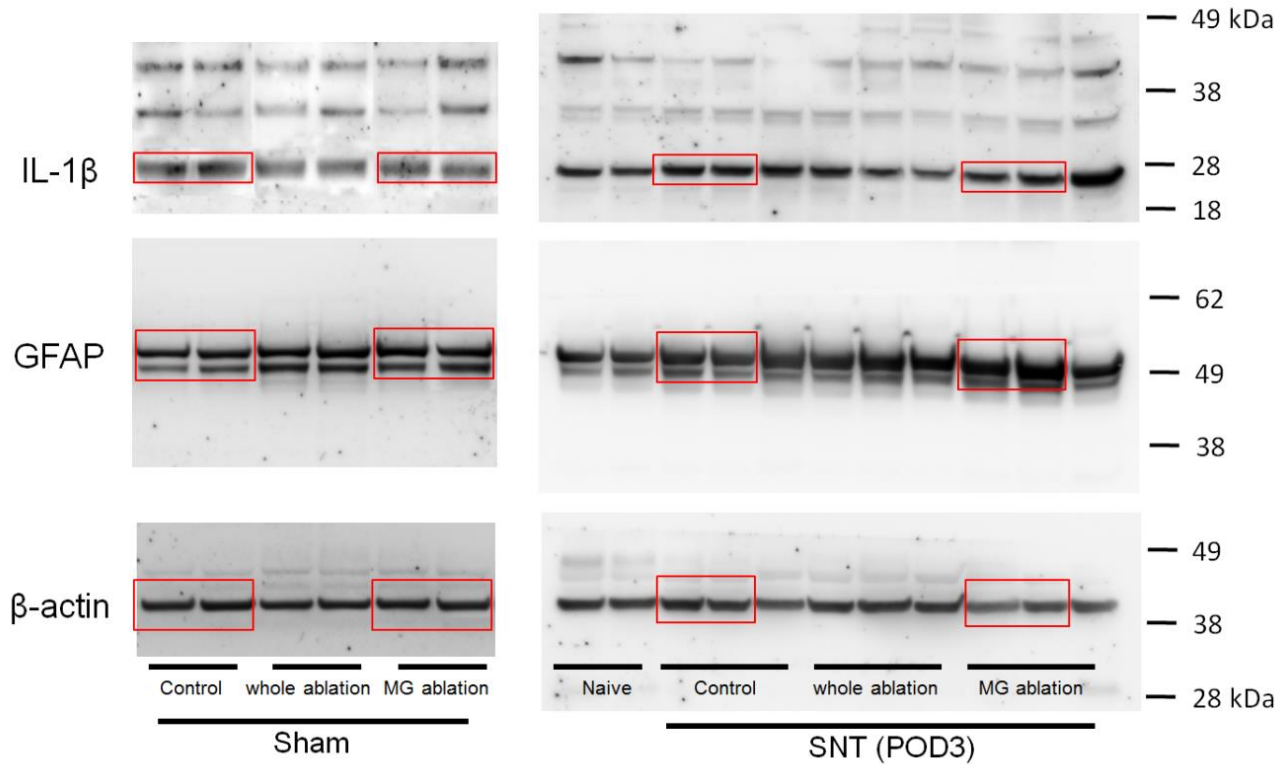 49 kDa
38
IL-1β
28
18
62
GFAP
49
38
49
β-actin
38
Control whole ablation MG ablation Naive Control whole ablation MG ablation
28 kDa
Sham
SNT (POD3)